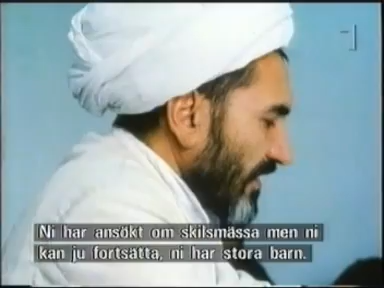 Ni har ansökt om skilsmässa men ni
kan ju fortsätta, ni har stora barn.